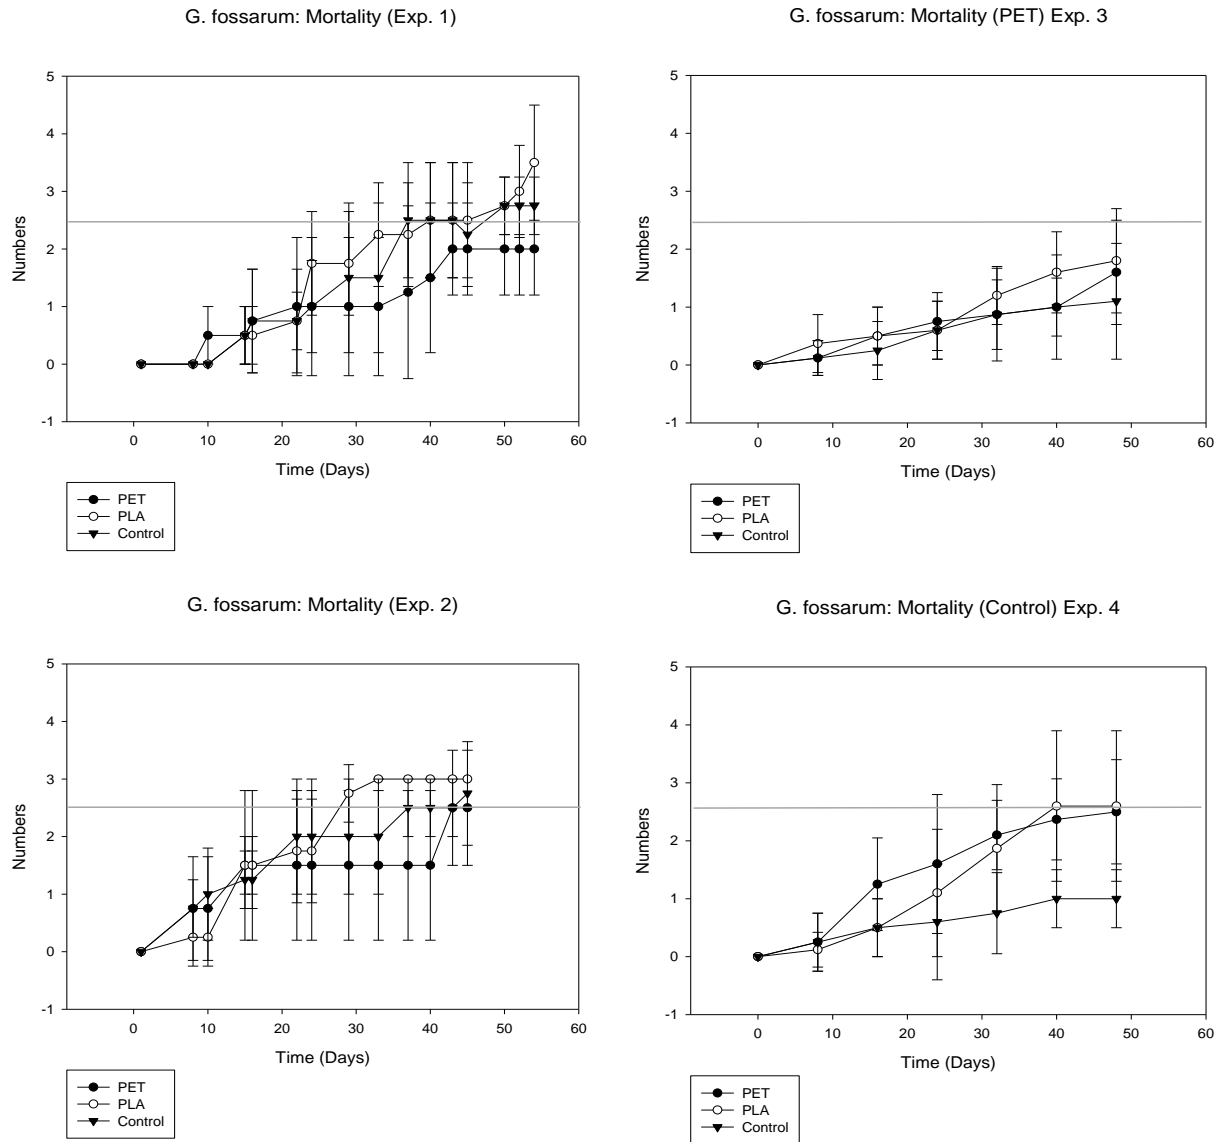 G. fossarum: Mortality (Exp. 1)
5
4
3
2
1
0
-1
Numbers
0 10 20 30 40 50 60
Time (Days)
PET
PLA
Control
G. fossarum: Mortality (PET) Exp. 3
5
4
3
2
1
0
-1
Numbers
0 10 20 30 40 50 60
Time (Days)
PET
PLA
Control
G. fossarum: Mortality (Exp. 2)
5
4
3
2
1
0
-1
Numbers
0 10 20 30 40 50 60
Time (Days)
PET
PLA
Control
G. fossarum: Mortality (Control) Exp. 4
5
4
3
2
1
0
-1
Numbers
0 10 20 30 40 50 60
Time (Days)
PET
PLA
Control